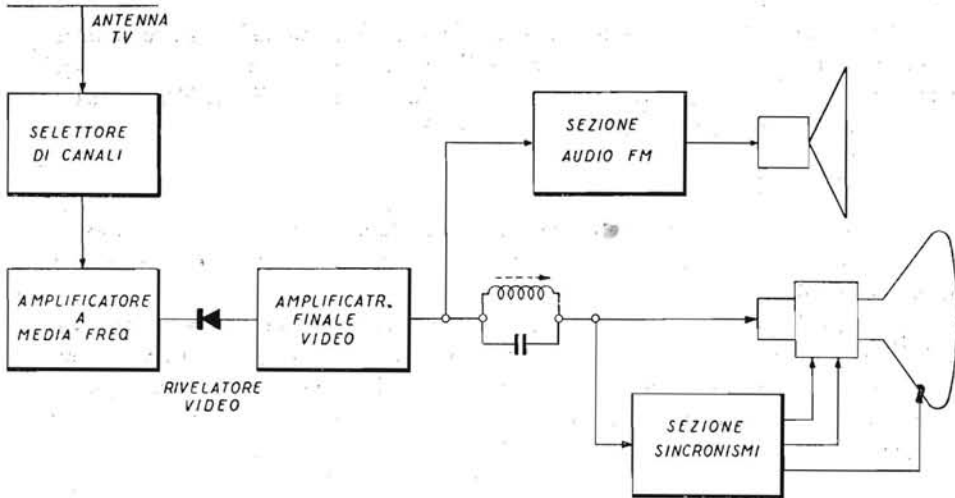 ANTENNA
TV
SELETTORE
DI CANALI
SEZIONE
AUDIO FM
AMPLIFICATORE
A
MEDIA FREQ.
AMPLIFICATR.
FINALE
VIDEO
RIVELATORE
VIDEO
SEZIONE
SINCRONISMI